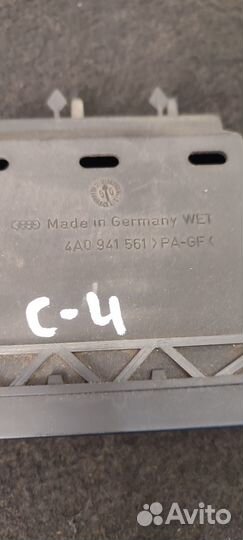 Made in Germany WET
4A0 941 561 >PA-GF<
C-4
Avito